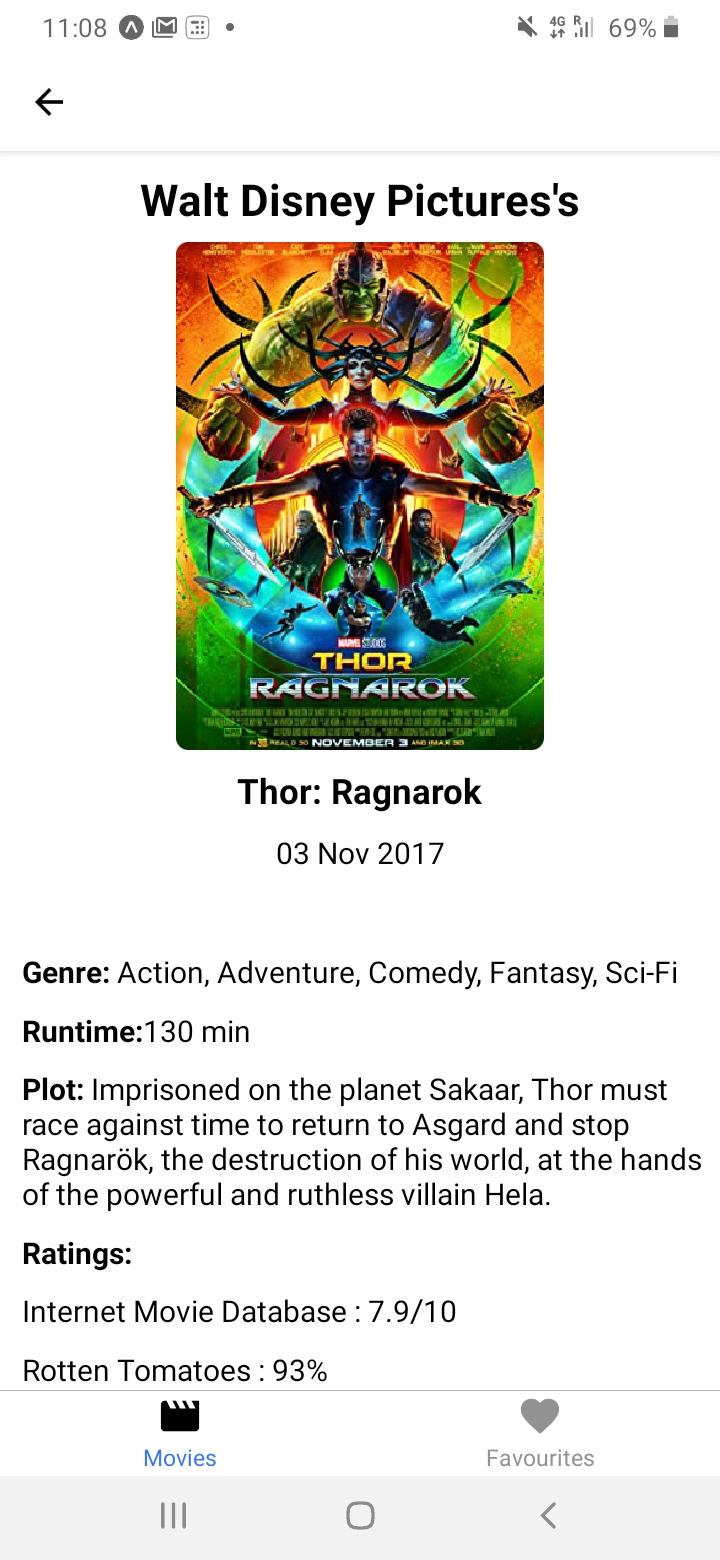 11:08
4G R 69%
Walt Disney Pictures's
MARVEL STUDIOS
THOR
RAGNAROK
NOVEMBER 3
Thor: Ragnarok
03 Nov 2017
Genre: Action, Adventure, Comedy, Fantasy, Sci-Fi
Runtime:130 min
Plot: Imprisoned on the planet Sakaar, Thor must
race against time to return to Asgard and stop
Ragnarök, the destruction of his world, at the hands
of the powerful and ruthless villain Hela.
Ratings:
Internet Movie Database : 7.9/10
Rotten Tomatoes : 93%
Movies
Favourites